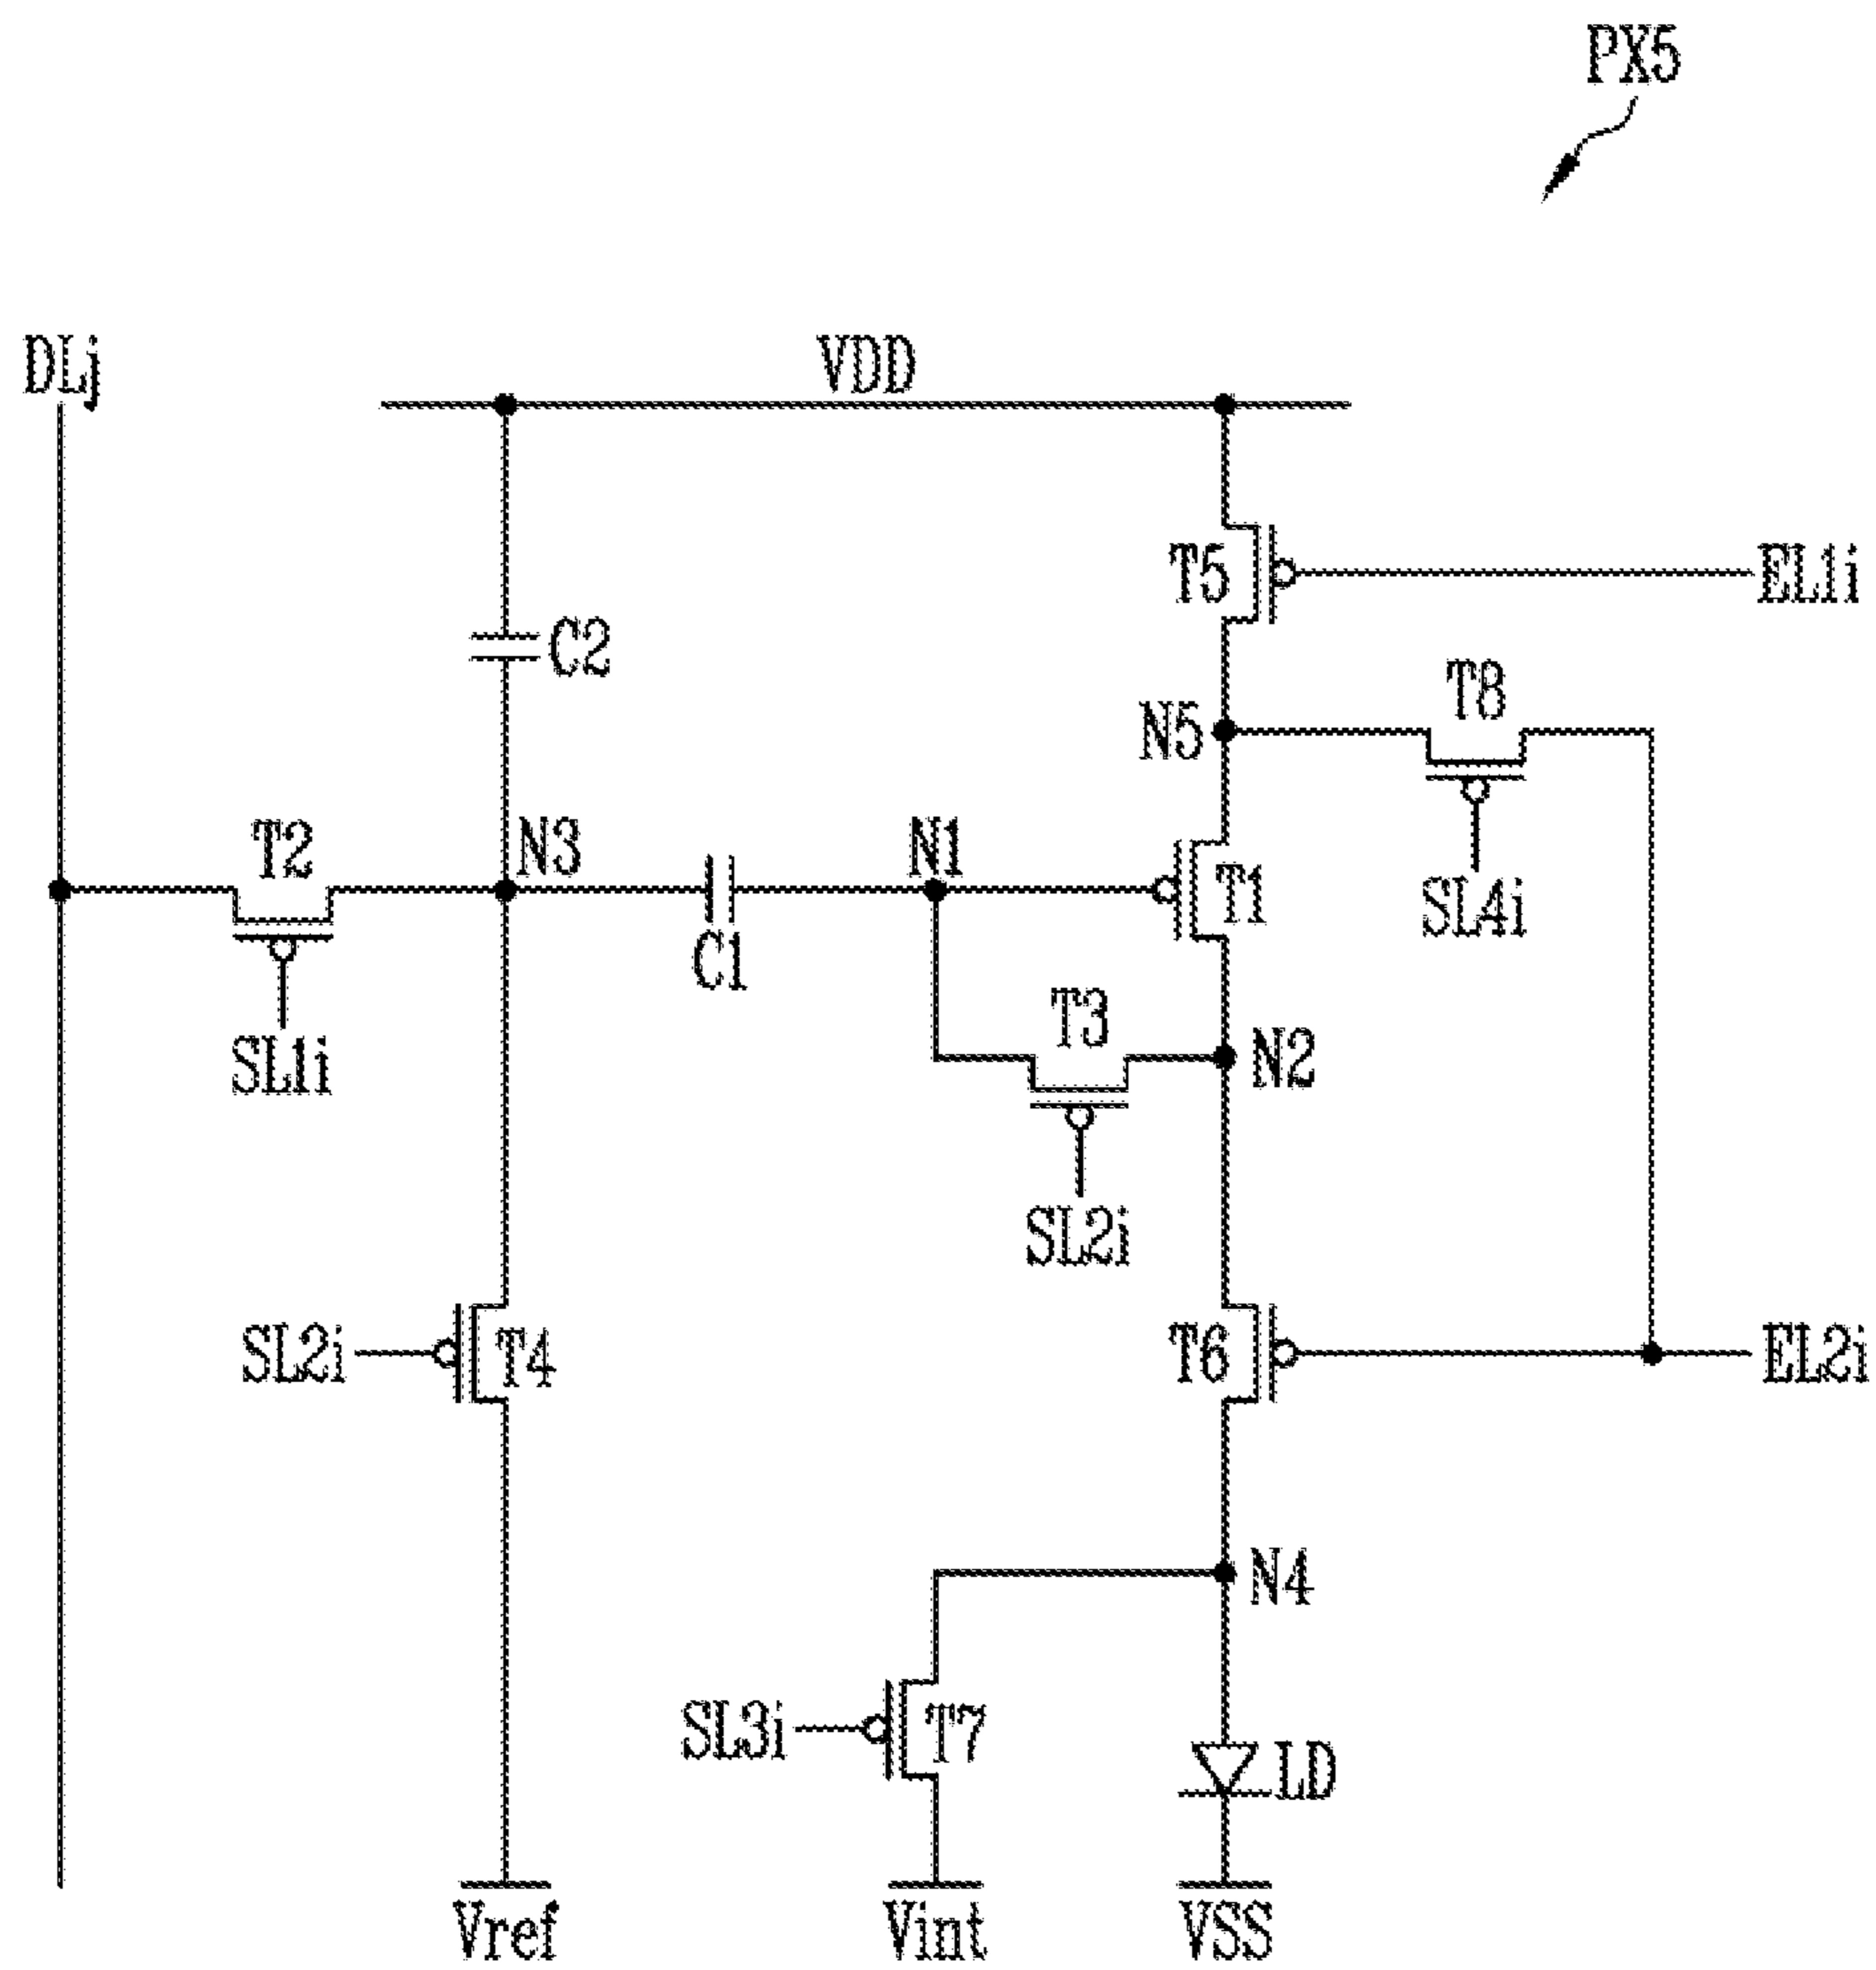 PX5
DLj
VDD
T5
EL1i
C2
T8
N5
T2
N3
N1
T1
SL4i
C1
T3
SL1i
N2
SL2i
SL2i
T4
T6
EL2i
N4
SL3i
T7
LD
Vref
Vint
VSS